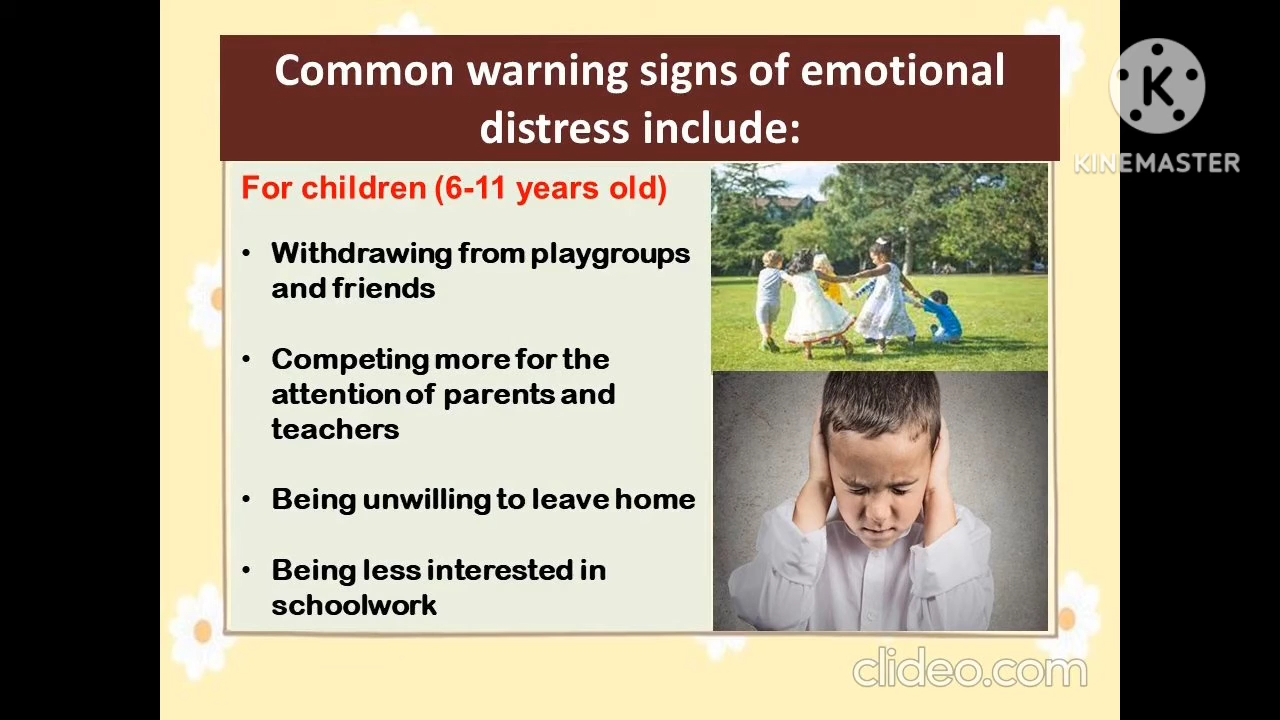 Common warning signs of emotional
distress include:
K
KINEMASTER
For children (6-11 years old)
• Withdrawing from playgroups
and friends
• Competing more for the
attention of parents and
teachers
• Being unwilling to leave home
• Being less interested in
schoolwork
clideo.com